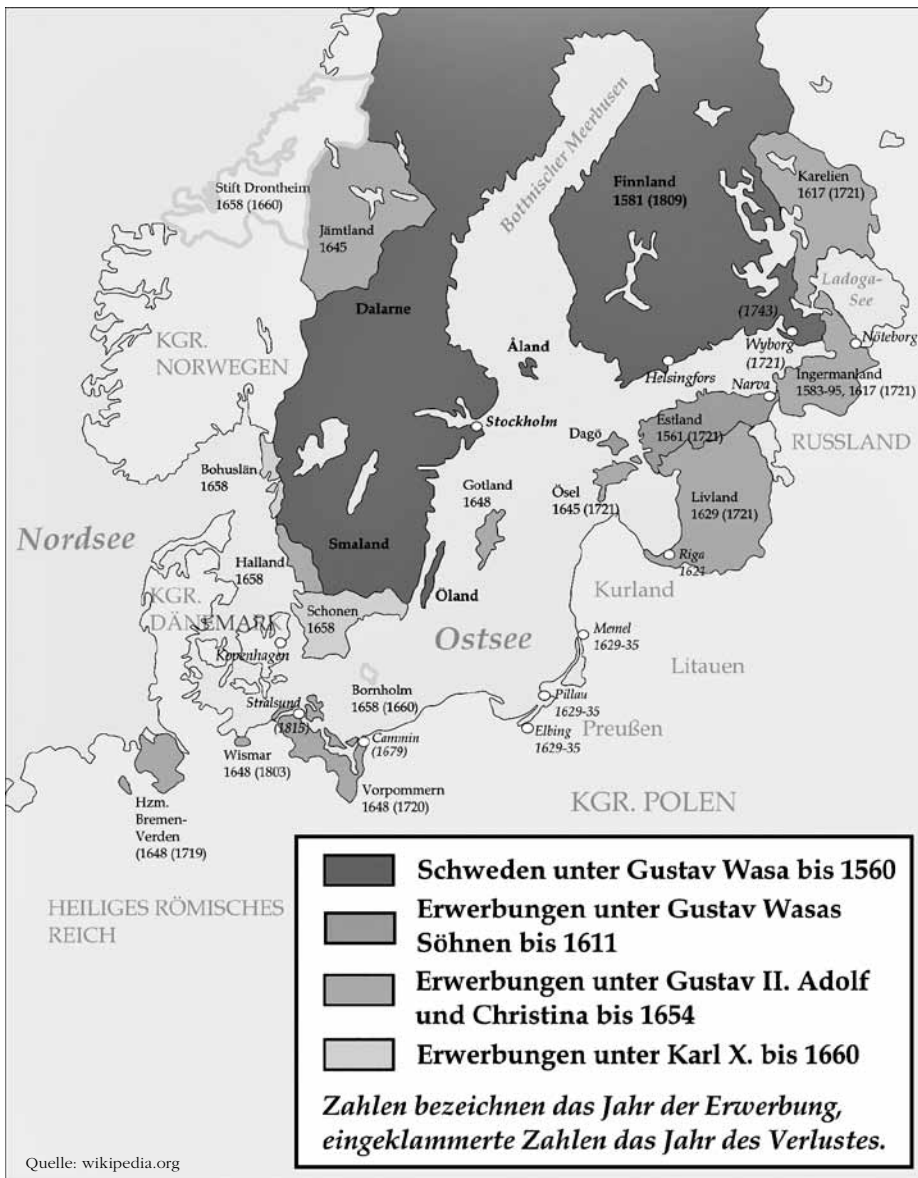 Bottnischer Meerbusen
Stift Drontheim
1658 (1660)
Jämtland
1645
Finnland
1581 (1809)
Karelien
1617 (1721)
Ladoga-
See
Dalarne
KGR.
NORWEGEN
Åland
(1743)
Wyborg
(1721)
Nöteborg
Helsingfors
Narva
Ingermanland
1583-95, 1617 (1721)
Stockholm
Dagö
Estland
1561 (1721)
RUSSLAND
Bohuslän
1658
Gotland
1648
Ösel
1645 (1721)
Livland
1629 (1721)
Nordsee
Smaland
Halland
1658
Riga
1621
KGR.
DÄNEMARK
Öland
Kurland
Schonen
1658
Ostsee
Memel
1629-35
Kopenhagen
Litauen
Bornholm
1658 (1660)
Pillau
1629-35
Stralsund
(1815)
Cammin
(1679)
Elbing
1629-35
Preußen
Wismar
1648 (1803)
Vorpommern
1648 (1720)
KGR. POLEN
Hzm.
Bremen-
Verden
(1648 (1719)
HEILIGES RÖMISCHES
REICH
Schweden unter Gustav Wasa bis 1560
Erwerbungen unter Gustav Wasas
Söhnen bis 1611
Erwerbungen unter Gustav II. Adolf
und Christina bis 1654
Erwerbungen unter Karl X. bis 1660
Zahlen bezeichnen das Jahr der Erwerbung,
eingeklammerte Zahlen das Jahr des Verlustes.
Quelle: wikipedia.org